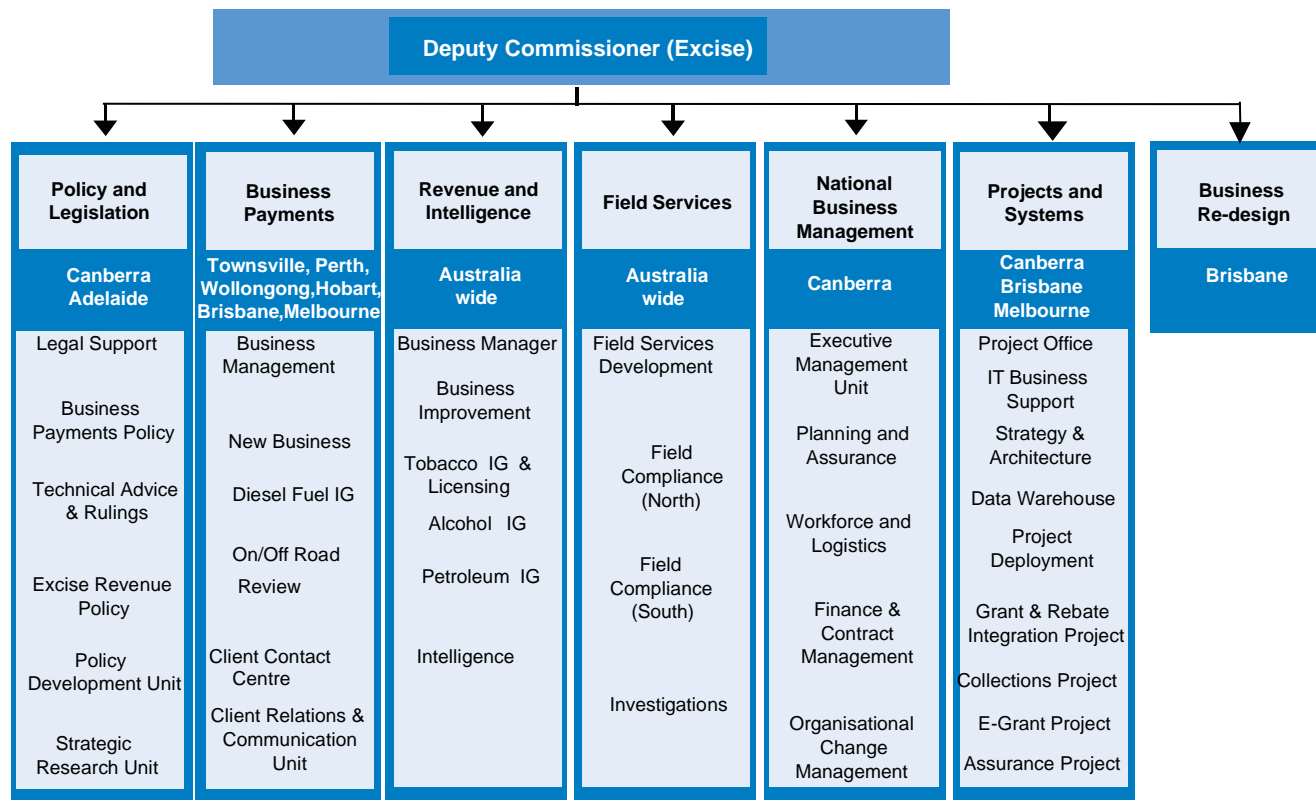 Deputy Commissioner (Excise)
Policy and
Legislation
Canberra
Adelaide
Legal Support
Business
Payments Policy
Technical Advice
& Rulings
Excise Revenue
Policy
Policy
Development Unit
Strategic
Research Unit
Business
Payments
Townsville, Perth,
Wollongong,Hobart,
Brisbane,Melbourne
Business
Management
New Business
Diesel Fuel IG
On/Off Road
Review
Client Contact
Centre
Client Relations &
Communication
Unit
Revenue and
Intelligence
Australia
wide
Business Manager
Business
Improvement
Tobacco IG &
Licensing
Alcohol IG
Petroleum IG
Intelligence
Field Services
Australia
wide
Field Services
Development
Field
Compliance
(North)
Field
Compliance
(South)
Investigations
National
Business
Management
Canberra
Executive
Management
Unit
Planning and
Assurance
Workforce and
Logistics
Finance &
Contract
Management
Organisational
Change
Management
Projects and
Systems
Canberra
Brisbane
Melbourne
Project Office
IT Business
Support
Strategy &
Architecture
Data Warehouse
Project
Deployment
Grant & Rebate
Integration Project
Collections Project
E-Grant Project
Assurance Project
Business
Re-design
Brisbane